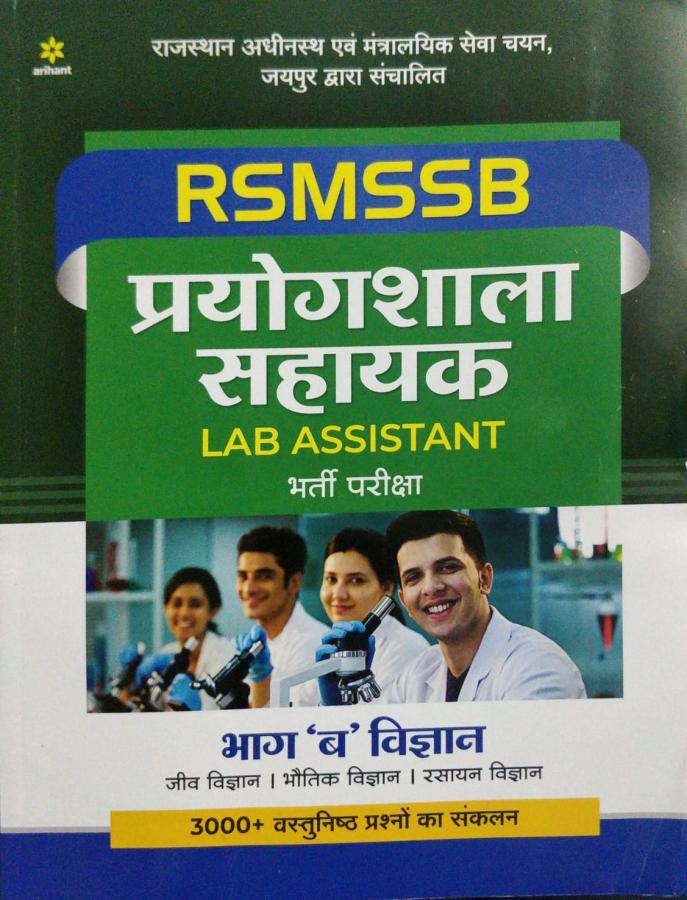 arihant
राजस्थान अधीनस्थ एवं मंत्रालयिक सेवा चयन,
जयपुर द्वारा संचालित
RSMSSB
प्रयोगशाला
सहायक
LAB ASSISTANT
भर्ती परीक्षा
भाग ‘ब’ विज्ञान
जीव विज्ञान । भौतिक विज्ञान । रसायन विज्ञान
3000+ वस्तुनिष्ठ प्रश्नों का संकलन